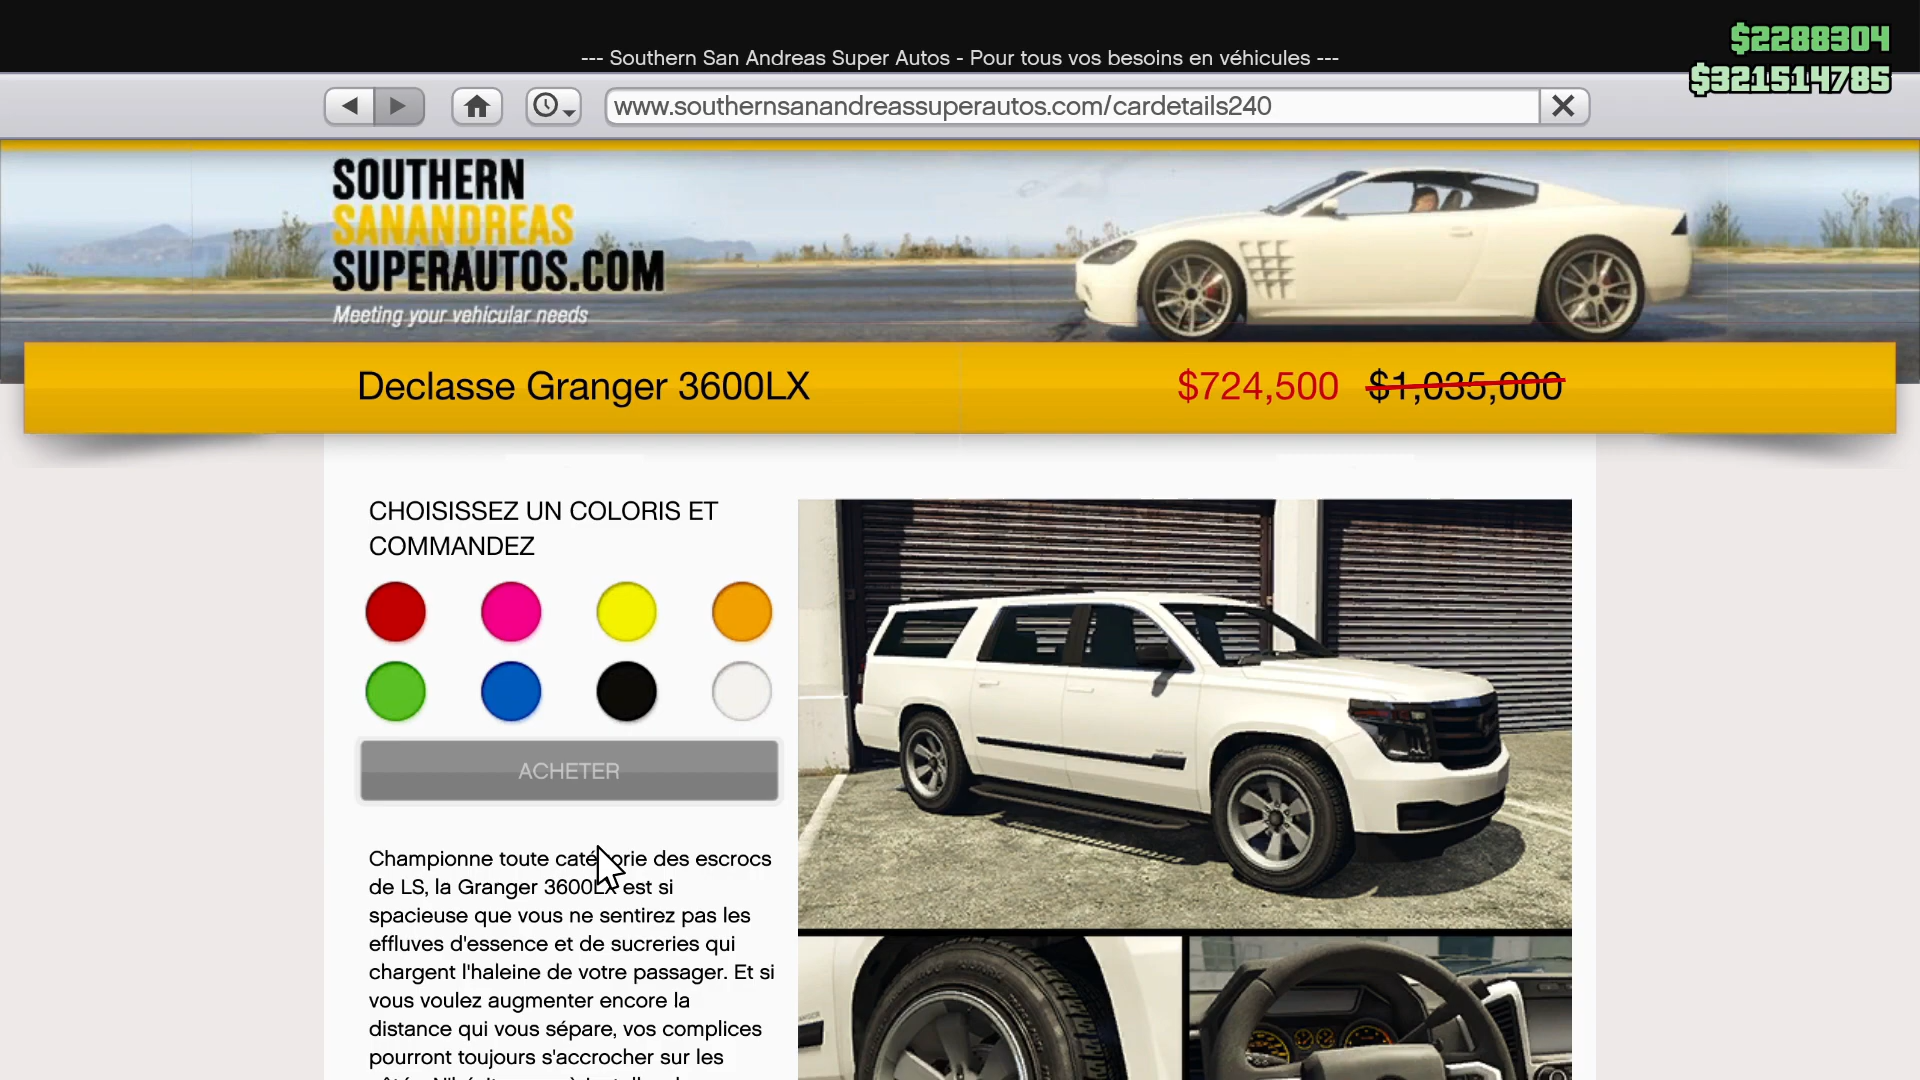 --- Southern San Andreas Super Autos - Pour tous vos besoins en véhicules ---
$2288304
$321514785
www.southernsanandreassuperautos.com/cardetails240
SOUTHERN
SANANDREAS
SUPERAUTOS.COM
Meeting your vehicular needs
Declasse Granger 3600LX
$724,500 $1,035,000
CHOISISSEZ UN COLORIS ET
COMMANDEZ
ACHETER
Championne toute catégorie des escrocs
de LS, la Granger 3600LX est si
spacieuse que vous ne sentirez pas les
effluves d'essence et de sucreries qui
chargent l'haleine de votre passager. Et si
vous voulez augmenter encore la
distance qui vous sépare, vos complices
pourront toujours s'accrocher sur les